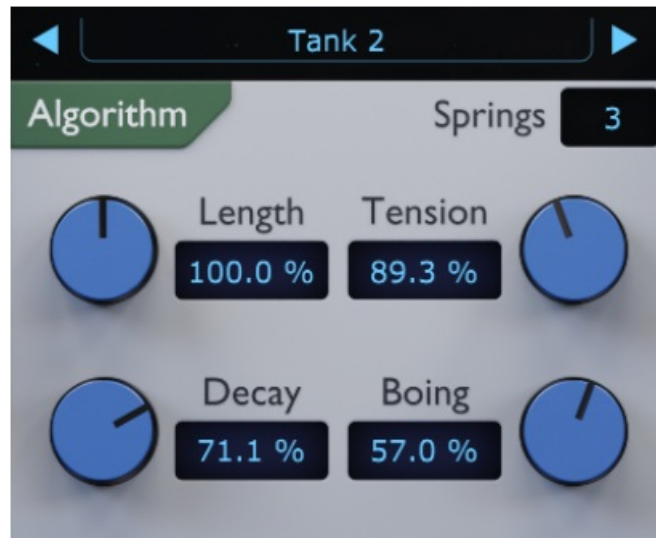 Tank 2
Algorithm
Springs 3
Length Tension
100.0 % 89.3 %
Decay Boing
71.1 % 57.0 %